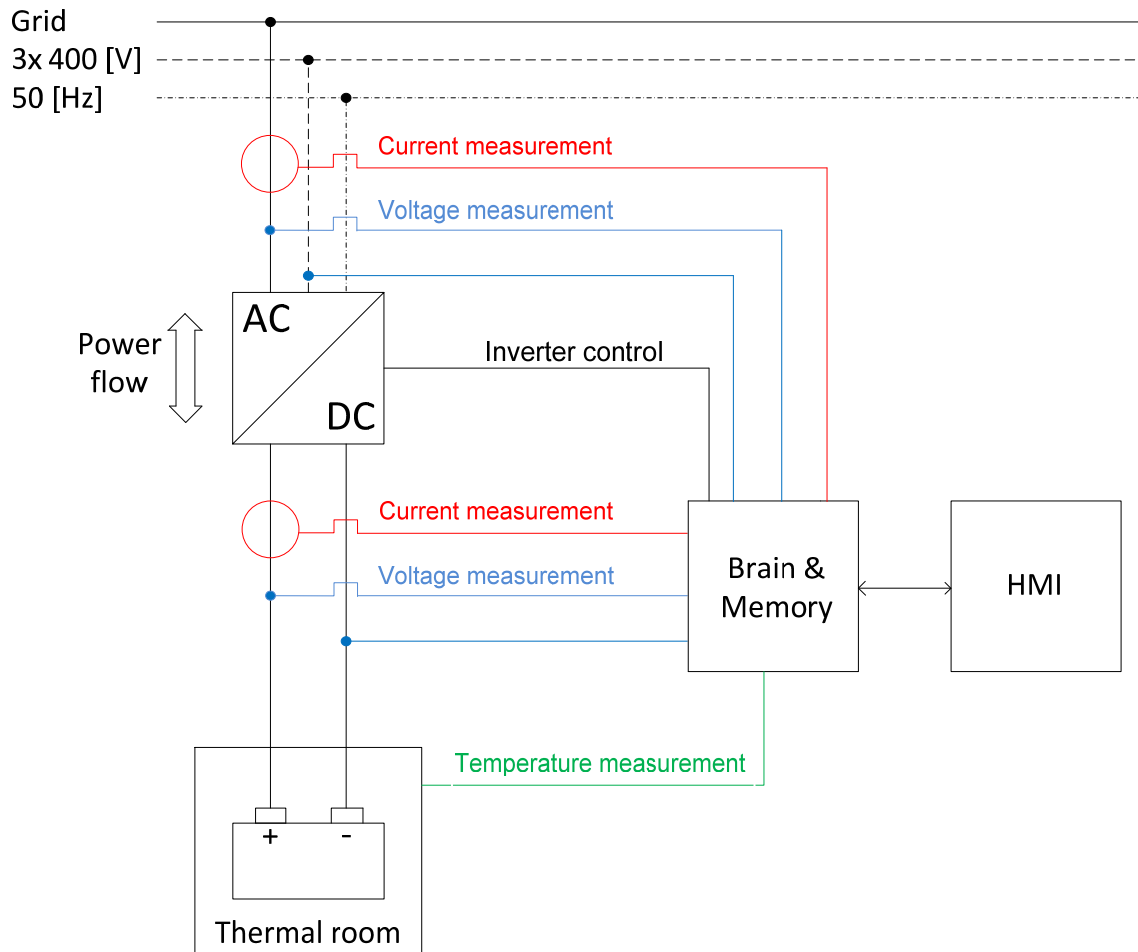 Grid
3x 400 [V]
50 [Hz]
Current measurement
Voltage measurement
AC
DC
Power
flow
Inverter control
Current measurement
Voltage measurement
Brain &
Memory
HMI
Temperature measurement
+ -
Thermal room